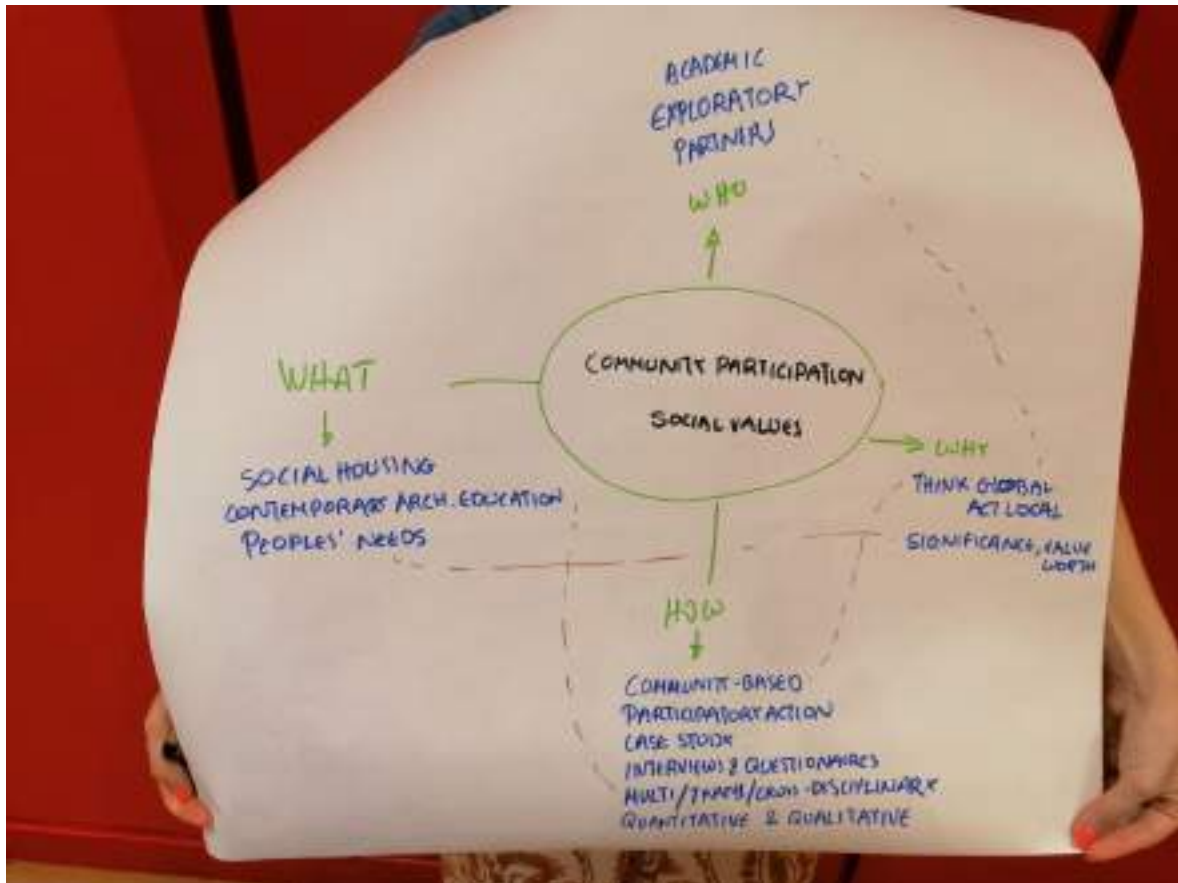 ACADEMIC
EXPLORATORY
PARTNERS
WHO
COMMUNITY PARTICIPATION
SOCIAL VALUES
WHAT
SOCIAL HOUSING
CONTEMPORARY ARCH. EDUCATION
PEOPLES' NEEDS
WHY
THINK GLOBAL
ACT LOCAL
SIGNIFICANCE, VALUE
WORTH
HOW
COMMUNITY-BASED
PARTICIPATORY ACTION
CASE STUDY
INTERVIEWS & QUESTIONAIRES
MULTI/TRANS/CROSS-DISCIPLINARY
QUANTITATIVE & QUALITATIVE